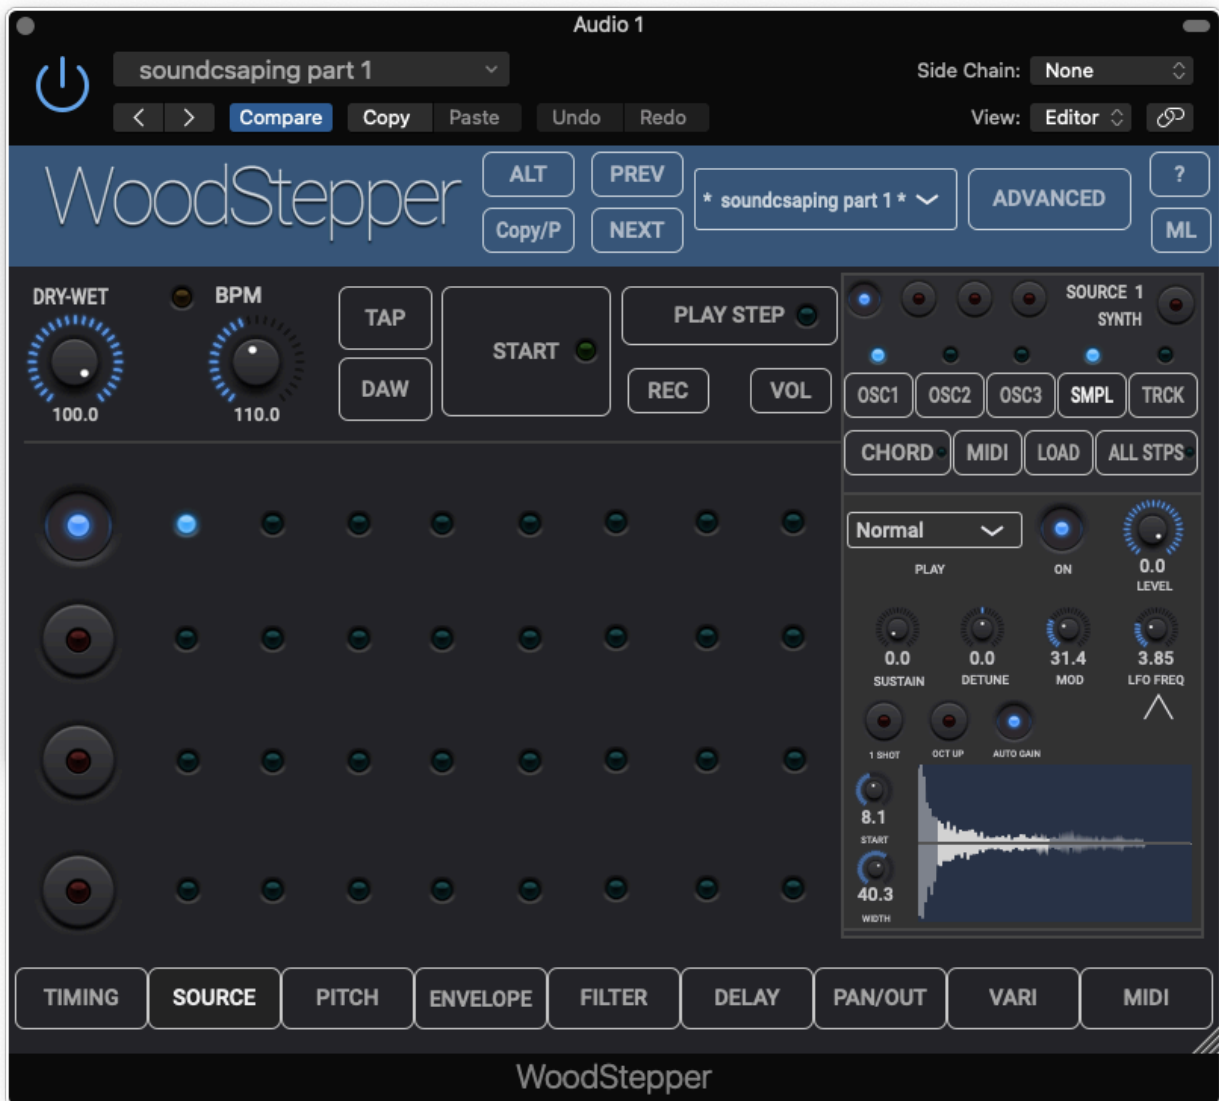 Audio 1
soundcsaping part 1
Side Chain: None
Compare Copy Paste Undo Redo
View: Editor
WoodStepper
ALT PREV
Copy/P NEXT
* soundcsaping part 1 *
ADVANCED
?
ML
DRY-WET
100.0
BPM
110.0
TAP
DAW
START
PLAY STEP
REC VOL
SOURCE 1
SYNTH
OSC1 OSC2 OSC3 SMPL TRCK
CHORD MIDI LOAD ALL STPS
Normal
PLAY
ON
0.0
LEVEL
0.0 0.0 31.4 3.85
SUSTAIN DETUNE MOD LFO FREQ
1 SHOT OCT UP AUTO GAIN
8.1
START
40.3
WIDTH
TIMING SOURCE PITCH ENVELOPE FILTER DELAY PAN/OUT VARI MIDI
WoodStepper